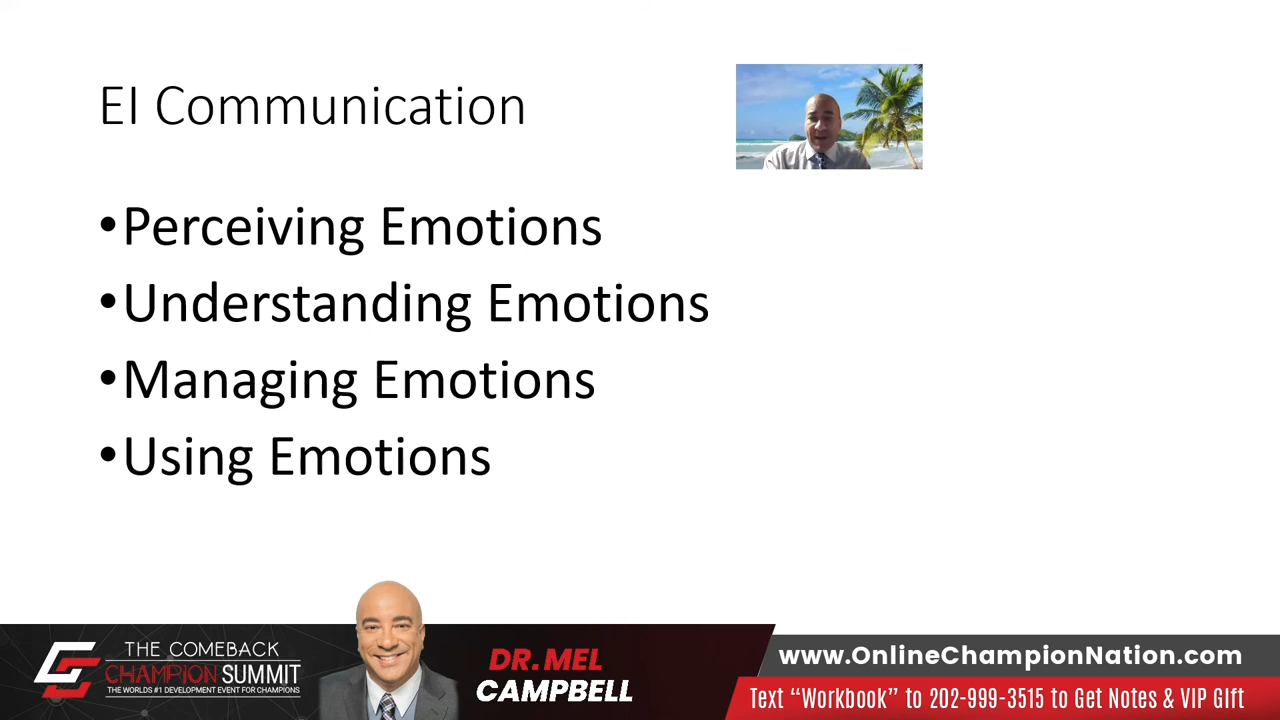 EI Communication
•Perceiving Emotions
•Understanding Emotions
•Managing Emotions
•Using Emotions
THE COMEBACK
CHAMPION SUMMIT
THE WORLDS #1 DEVELOPMENT EVENT FOR CHAMPIONS
DR. MEL
CAMPBELL
www.OnlineChampionNation.com
Text “Workbook” to 202-999-3515 to Get Notes & VIP GIft